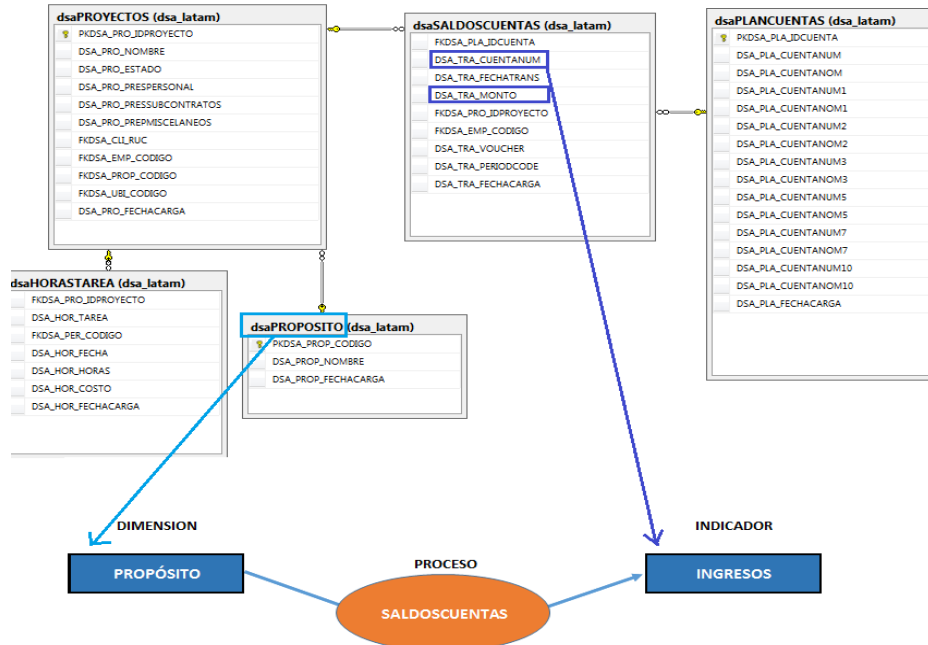 dsaPROYECTOS (dsa_latam)
PKDSA_PRO_IDPROYECTO
DSA_PRO_NOMBRE
DSA_PRO_ESTADO
DSA_PRO_PRESPERSONAL
DSA_PRO_PRESSUBCONTRATOS
DSA_PRO_PREPMISCELANEOS
FKDSA_CLI_RUC
FKDSA_EMP_CODIGO
FKDSA_PROP_CODIGO
FKDSA_UBI_CODIGO
DSA_PRO_FECHACARGA
dsaSALDOSCUENTAS (dsa_latam)
FKDSA_PLA_IDCUENTA
DSA_TRA_CUENTANUM
DSA_TRA_FECHATRANS
DSA_TRA_MONTO
FKDSA_PRO_IDPROYECTO
FKDSA_EMP_CODIGO
DSA_TRA_VOUCHER
DSA_TRA_PERIODCODE
DSA_TRA_FECHACARGA
dsaPLANCUENTAS (dsa_latam)
PKDSA_PLA_IDCUENTA
DSA_PLA_CUENTANUM
DSA_PLA_CUENTANOM
DSA_PLA_CUENTANUM1
DSA_PLA_CUENTANOM1
DSA_PLA_CUENTANUM2
DSA_PLA_CUENTANOM2
DSA_PLA_CUENTANUM3
DSA_PLA_CUENTANOM3
DSA_PLA_CUENTANUM5
DSA_PLA_CUENTANOM5
DSA_PLA_CUENTANUM7
DSA_PLA_CUENTANOM7
DSA_PLA_CUENTANUM10
DSA_PLA_CUENTANOM10
DSA_PLA_FECHACARGA
dsaHORASTAREA (dsa_latam)
FKDSA_PRO_IDPROYECTO
DSA_HOR_TAREA
FKDSA_PER_CODIGO
DSA_HOR_FECHA
DSA_HOR_HORAS
DSA_HOR_COSTO
DSA_HOR_FECHACARGA
dsaPROPOSITO (dsa_latam)
PKDSA_PROP_CODIGO
DSA_PROP_NOMBRE
DSA_PROP_FECHACARGA
DIMENSION
PROPÓSITO
PROCESO
SALDOSCUENTAS
INDICADOR
INGRESOS